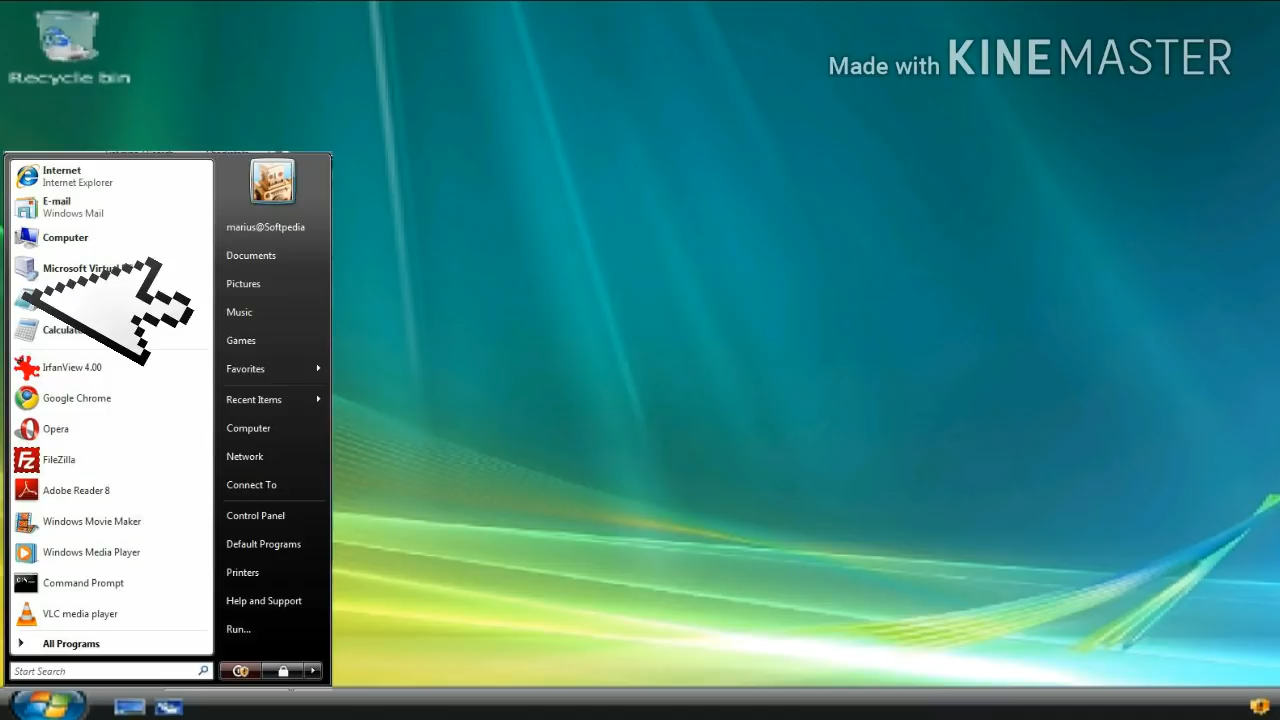 Recycle bin
Made with KINEMASTER
Internet
Internet Explorer
E-mail
Windows Mail
Computer
Microsoft
IrfanView 4.00
Google Chrome
Opera
FileZilla
Adobe Reader 8
Windows Movie Maker
Windows Media Player
Command Prompt
VLC media player
All Programs
Start Search
marius@Softpedia
Documents
Pictures
Music
Games
Favorites
Recent Items
Computer
Network
Connect To
Control Panel
Default Programs
Printers
Help and Support
Run...